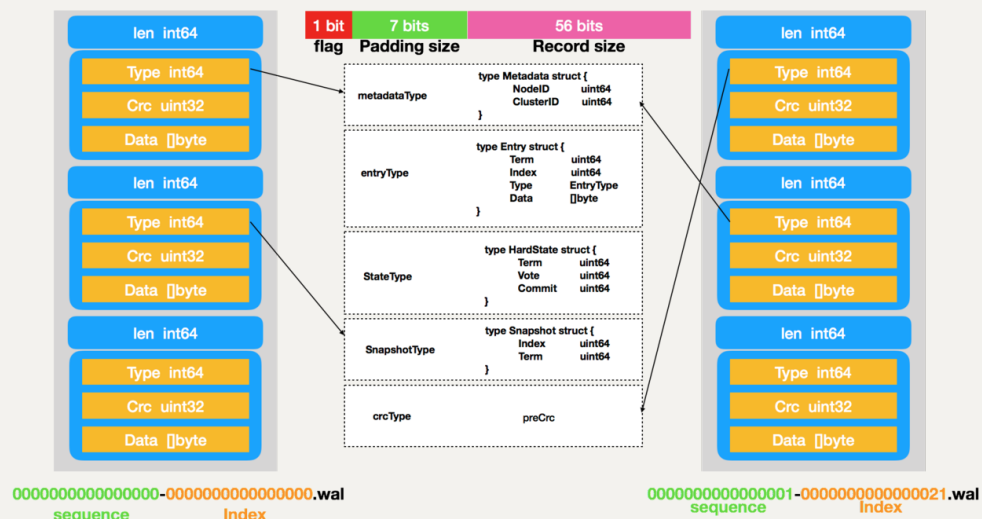 len int64
Type int64
Crc uint32
Data []byte
len int64
Type int64
Crc uint32
Data []byte
len int64
Type int64
Crc uint32
Data []byte
0000000000000000-0000000000000000.wal
sequence Index
1 bit 7 bits 56 bits
flag Padding size Record size
metadataType
type Metadata struct {
NodeID uint64
ClusterID uint64
}
entryType
type Entry struct {
Term uint64
Index uint64
Type EntryType
Data []byte
}
StateType
type HardState struct {
Term uint64
Vote uint64
Commit uint64
}
SnapshotType
type Snapshot struct {
Index uint64
Term uint64
}
crcType
preCrc
len int64
Type int64
Crc uint32
Data []byte
len int64
Type int64
Crc uint32
Data []byte
len int64
Type int64
Crc uint32
Data []byte
0000000000000001-0000000000000021.wal
sequence Index